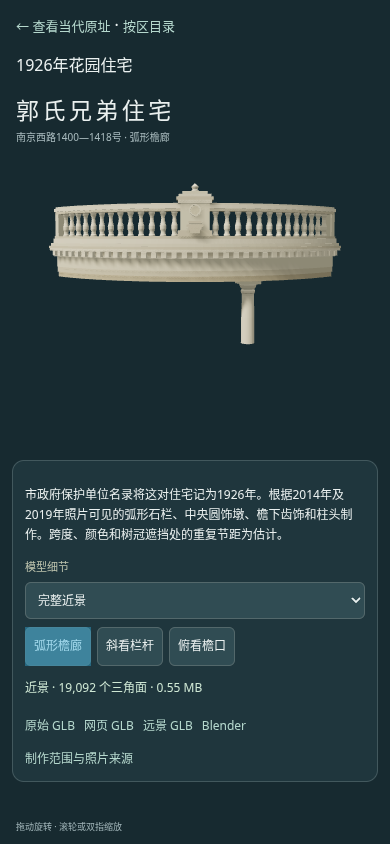 ← 查看当代原址 · 按区目录
1926年花园住宅
郭氏兄弟住宅
南京西路1400—1418号 · 弧形檐廊
市政府保护单位名录将这对住宅记为1926年。根据2014年及
2019年照片可见的弧形石栏、中央圆饰墩、檐下齿饰和柱头制
作。跨度、颜色和树冠遮挡处的重复节距为估计。
模型细节
完整近景
弧形檐廊 斜看栏杆 俯看檐口
近景 · 19,092 个三角面 · 0.55 MB
原始 GLB 网页 GLB 远景 GLB Blender
制作范围与照片来源
拖动旋转 · 滚轮或双指缩放